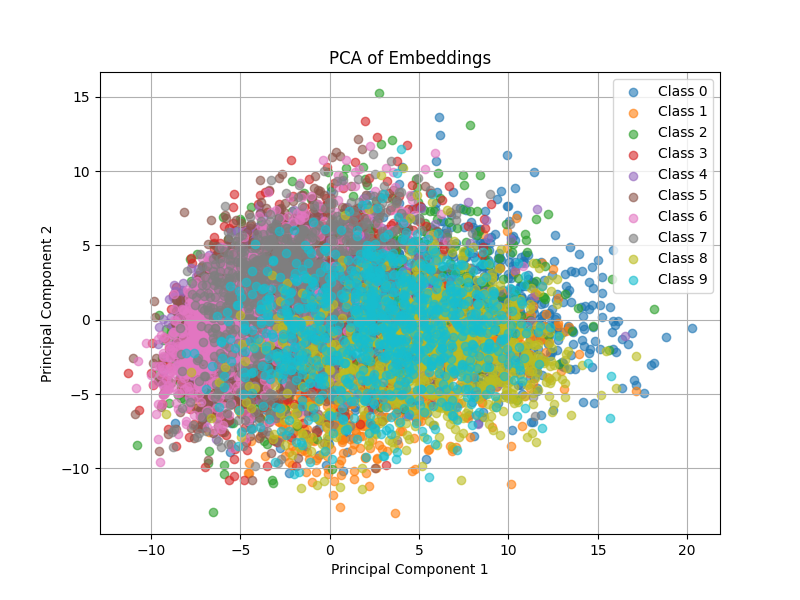 PCA of Embeddings
Class 0
Class 1
Class 2
Class 3
Class 4
Class 5
Class 6
Class 7
Class 8
Class 9
15
10
5
0
−5
−10
Principal Component 2
−10
−5
0
5
10
15
20
Principal Component 1